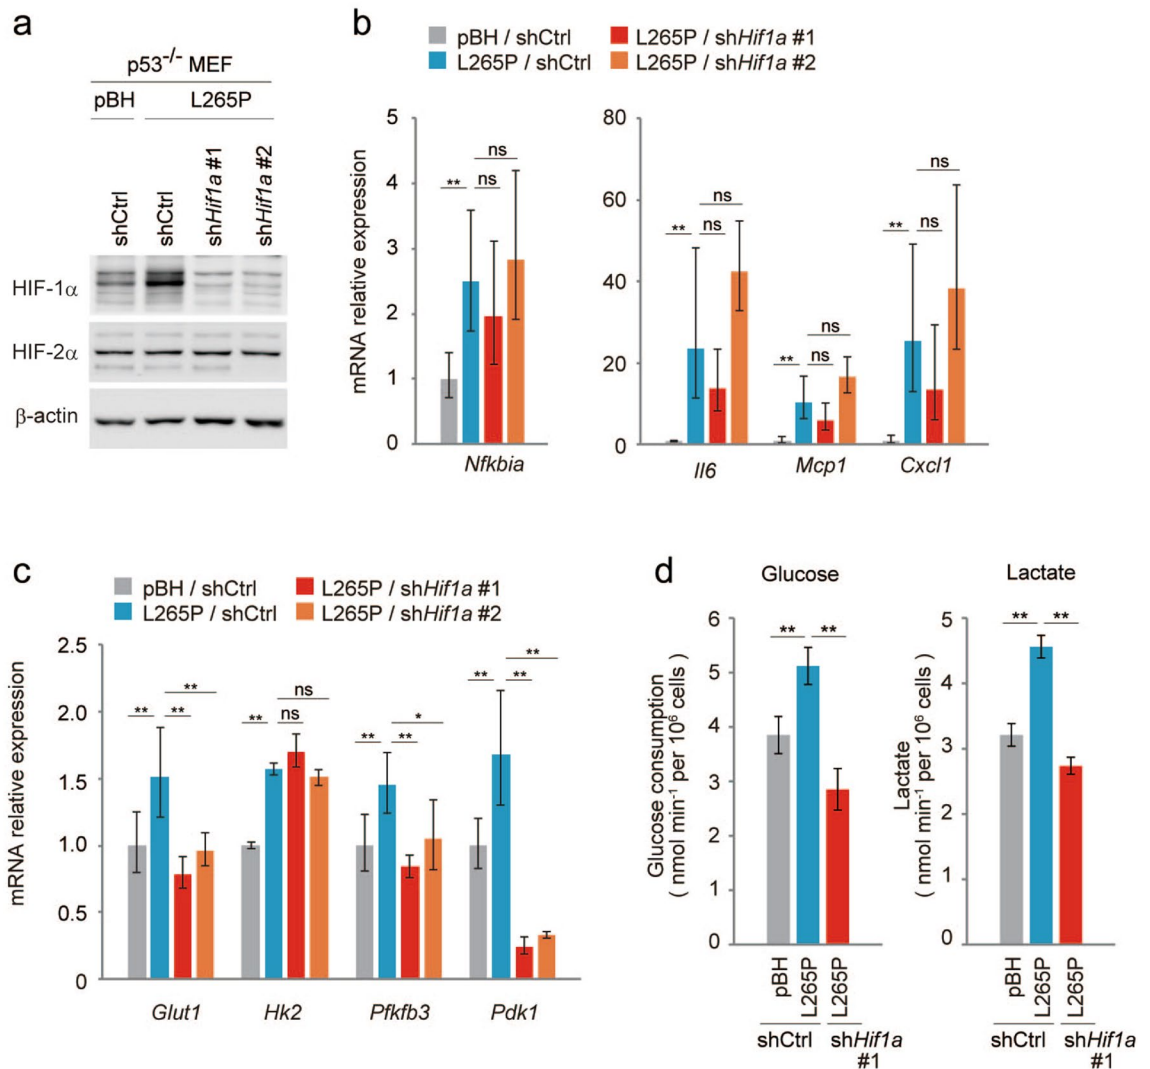 a
p53-/- MEF
pBH L265P
shCtrl
shCtrl
shHif1a #1
shHif1a #2
HIF-1α
HIF-2α
β-actin
b
pBH / shCtrl
L265P / shCtrl
L265P / shHif1a #1
L265P / shHif1a #2
mRNA relative expression
5
4
3
2
1
0
** ns ns
Nfkbia
80
60
40
20
0
** ns ns
** ns ns
** ns ns
Il6 Mcp1 Cxcl1
c
pBH / shCtrl
L265P / shCtrl
L265P / shHif1a #1
L265P / shHif1a #2
mRNA relative expression
2.5
2.0
1.5
1.0
0.5
0
** ** **
** ns ns
** ** *
** ** **
Glut1 Hk2 Pfkfb3 Pdk1
d
Glucose
Glucose consumption
( nmol min-1 per 106 cells )
6
5
4
3
2
1
0
** **
pBH
L265P
L265P
shCtrl shHif1a
#1
Lactate
Lactate
( nmol min-1 per 106 cells )
5
4
3
2
1
0
** **
pBH
L265P
L265P
shCtrl shHif1a
#1